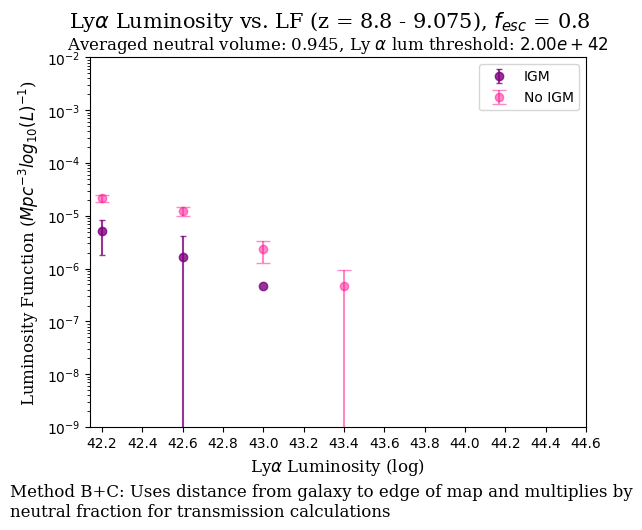 Lyα Luminosity vs. LF (z = 8.8 - 9.075), f_esc = 0.8
Averaged neutral volume: 0.945, Ly α lum threshold: 2.00e + 42
IGM
No IGM
Luminosity Function (Mpc⁻³log₁₀(L)⁻¹)
10⁻²
10⁻³
10⁻⁴
10⁻⁵
10⁻⁶
10⁻⁷
10⁻⁸
10⁻⁹
42.2 42.4 42.6 42.8 43.0 43.2 43.4 43.6 43.8 44.0 44.2 44.4 44.6
Lyα Luminosity (log)
Method B+C: Uses distance from galaxy to edge of map and multiplies by
neutral fraction for transmission calculations